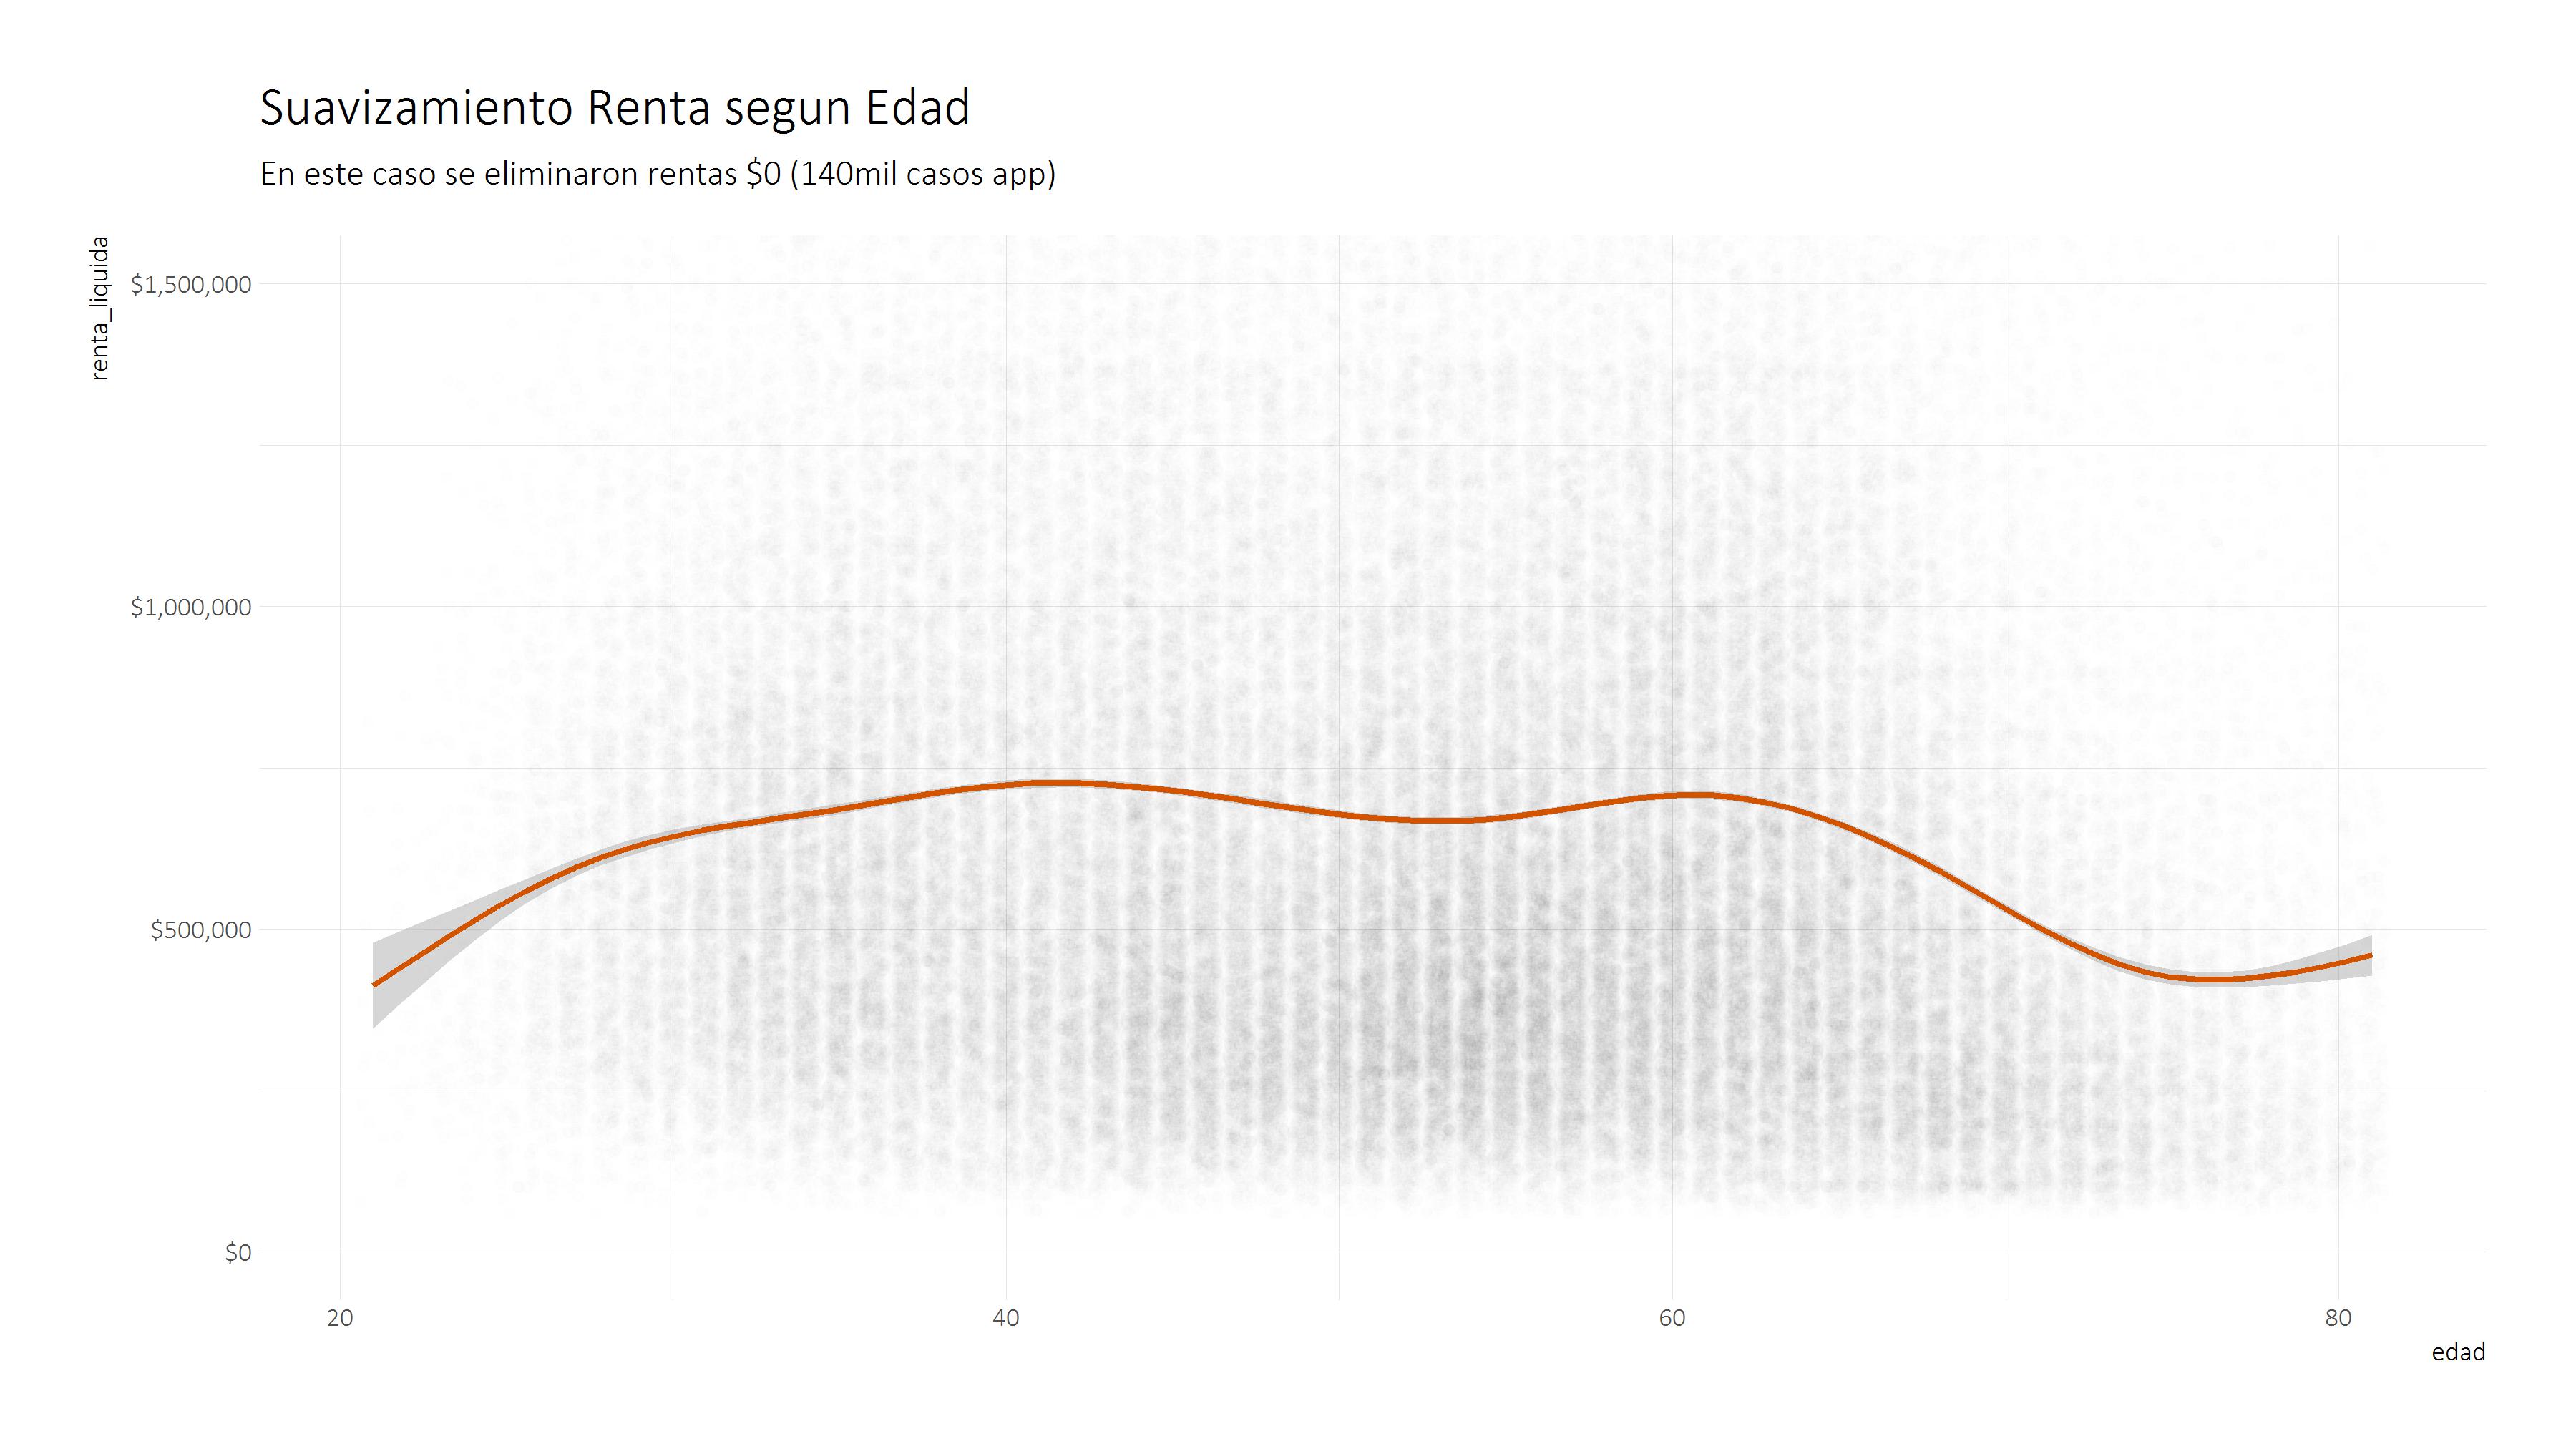 Suavizamiento Renta segun Edad
En este caso se eliminaron rentas $0 (140mil casos app)
renta_liquida
$1,500,000
$1,000,000
$500,000
$0
20
40
60
80
edad